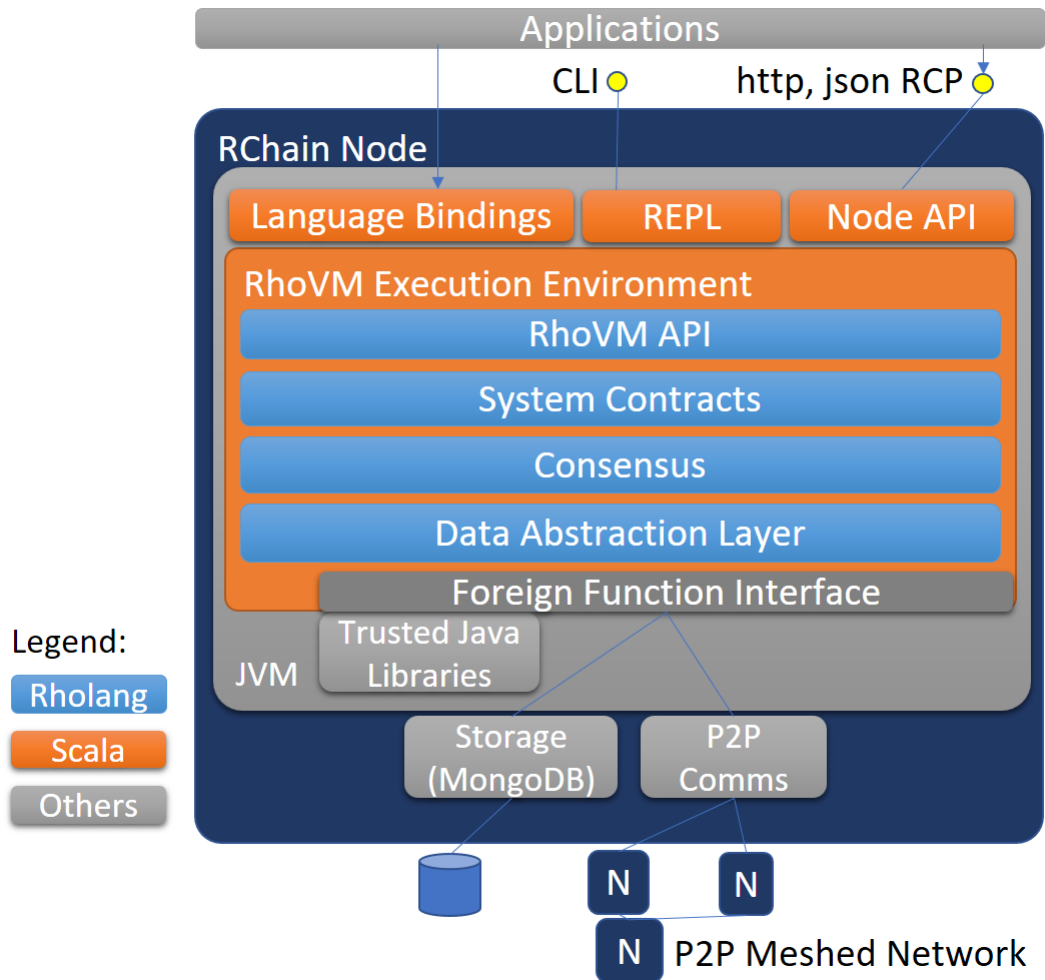 Applications
CLI
http, json RCP
RChain Node
Language Bindings
REPL
Node API
RhoVM Execution Environment
RhoVM API
System Contracts
Consensus
Data Abstraction Layer
Foreign Function Interface
Trusted Java
Libraries
JVM
Legend:
Rholang
Scala
Others
Storage
(MongoDB)
P2P
Comms
N
N
N
P2P Meshed Network